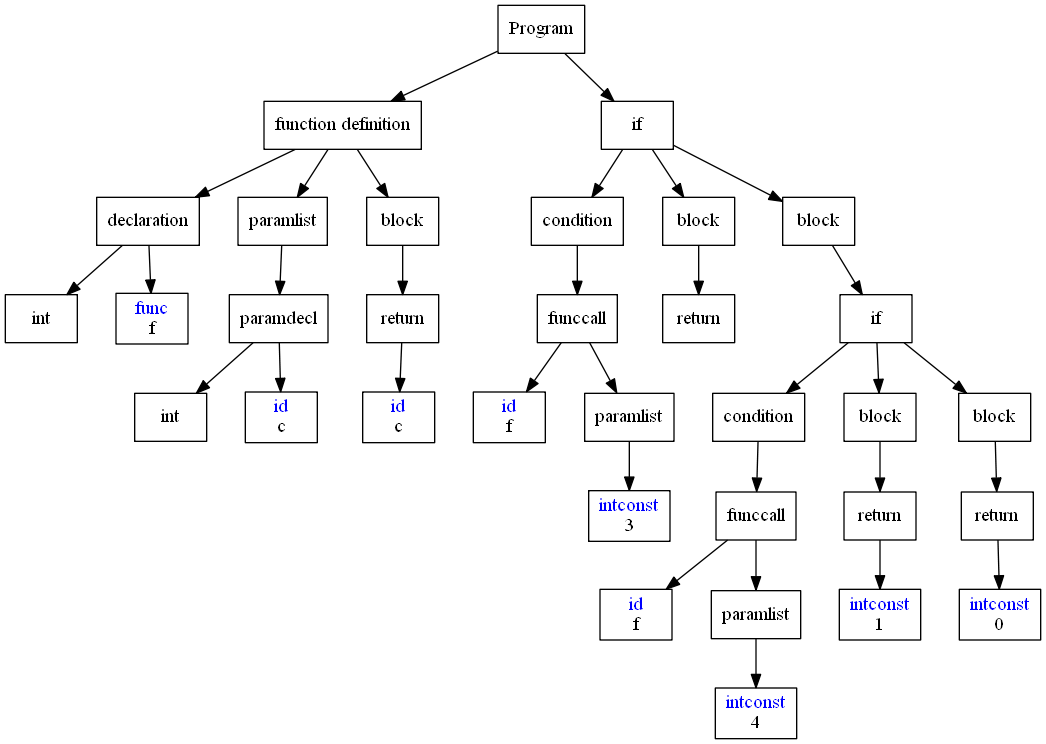 Program
function definition
if
declaration
paramlist
block
condition
block
block
int
func
f
paramdecl
return
funccall
return
if
int
id
c
id
c
id
f
paramlist
condition
block
block
intconst
3
funccall
return
return
id
f
paramlist
intconst
1
intconst
0
intconst
4